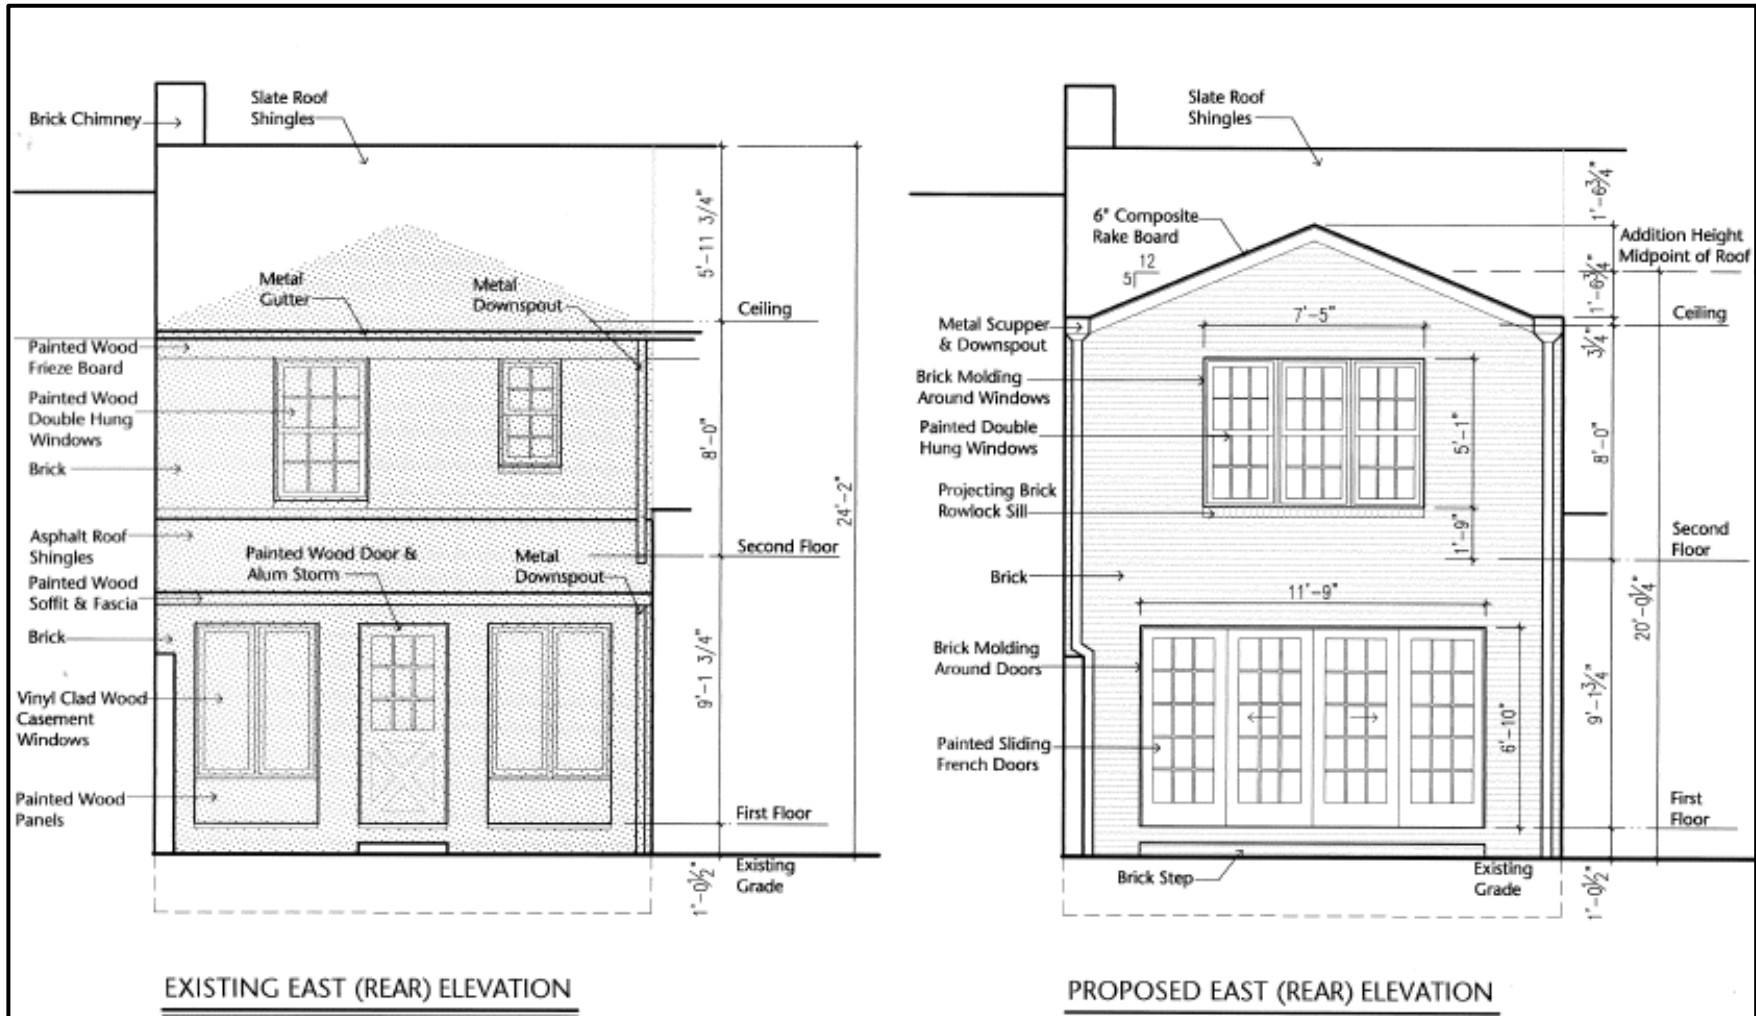 Slate Roof
Shingles
Brick Chimney
5'-11 3/4"
Metal
Gutter
Metal
Downspout
Ceiling
Painted Wood
Frieze Board
Painted Wood
Double Hung
Windows
Brick
8'-0"
24'-2"
Asphalt Roof
Shingles
Painted Wood Door &
Alum Storm
Metal
Downspout
Second Floor
Painted Wood
Soffit & Fascia
Brick
Vinyl Clad Wood
Casement
Windows
9'-1 3/4"
Painted Wood
Panels
First Floor
Existing
Grade
1'-0½"
EXISTING EAST (REAR) ELEVATION
Slate Roof
Shingles
1'-6¾"
6" Composite
Rake Board
12
5
Addition Height
Midpoint of Roof
1'-6¾"
Ceiling
7'-5"
Metal Scupper
& Downspout
3/4"
Brick Molding
Around Windows
Painted Double
Hung Windows
5'-1"
8'-0"
Projecting Brick
Rowlock Sill
1'-9"
Second
Floor
Brick
11'-9"
20'-0¼"
Brick Molding
Around Doors
9'-1¾"
6'-10"
Painted Sliding
French Doors
First
Floor
Brick Step
Existing
Grade
1'-0½"
PROPOSED EAST (REAR) ELEVATION